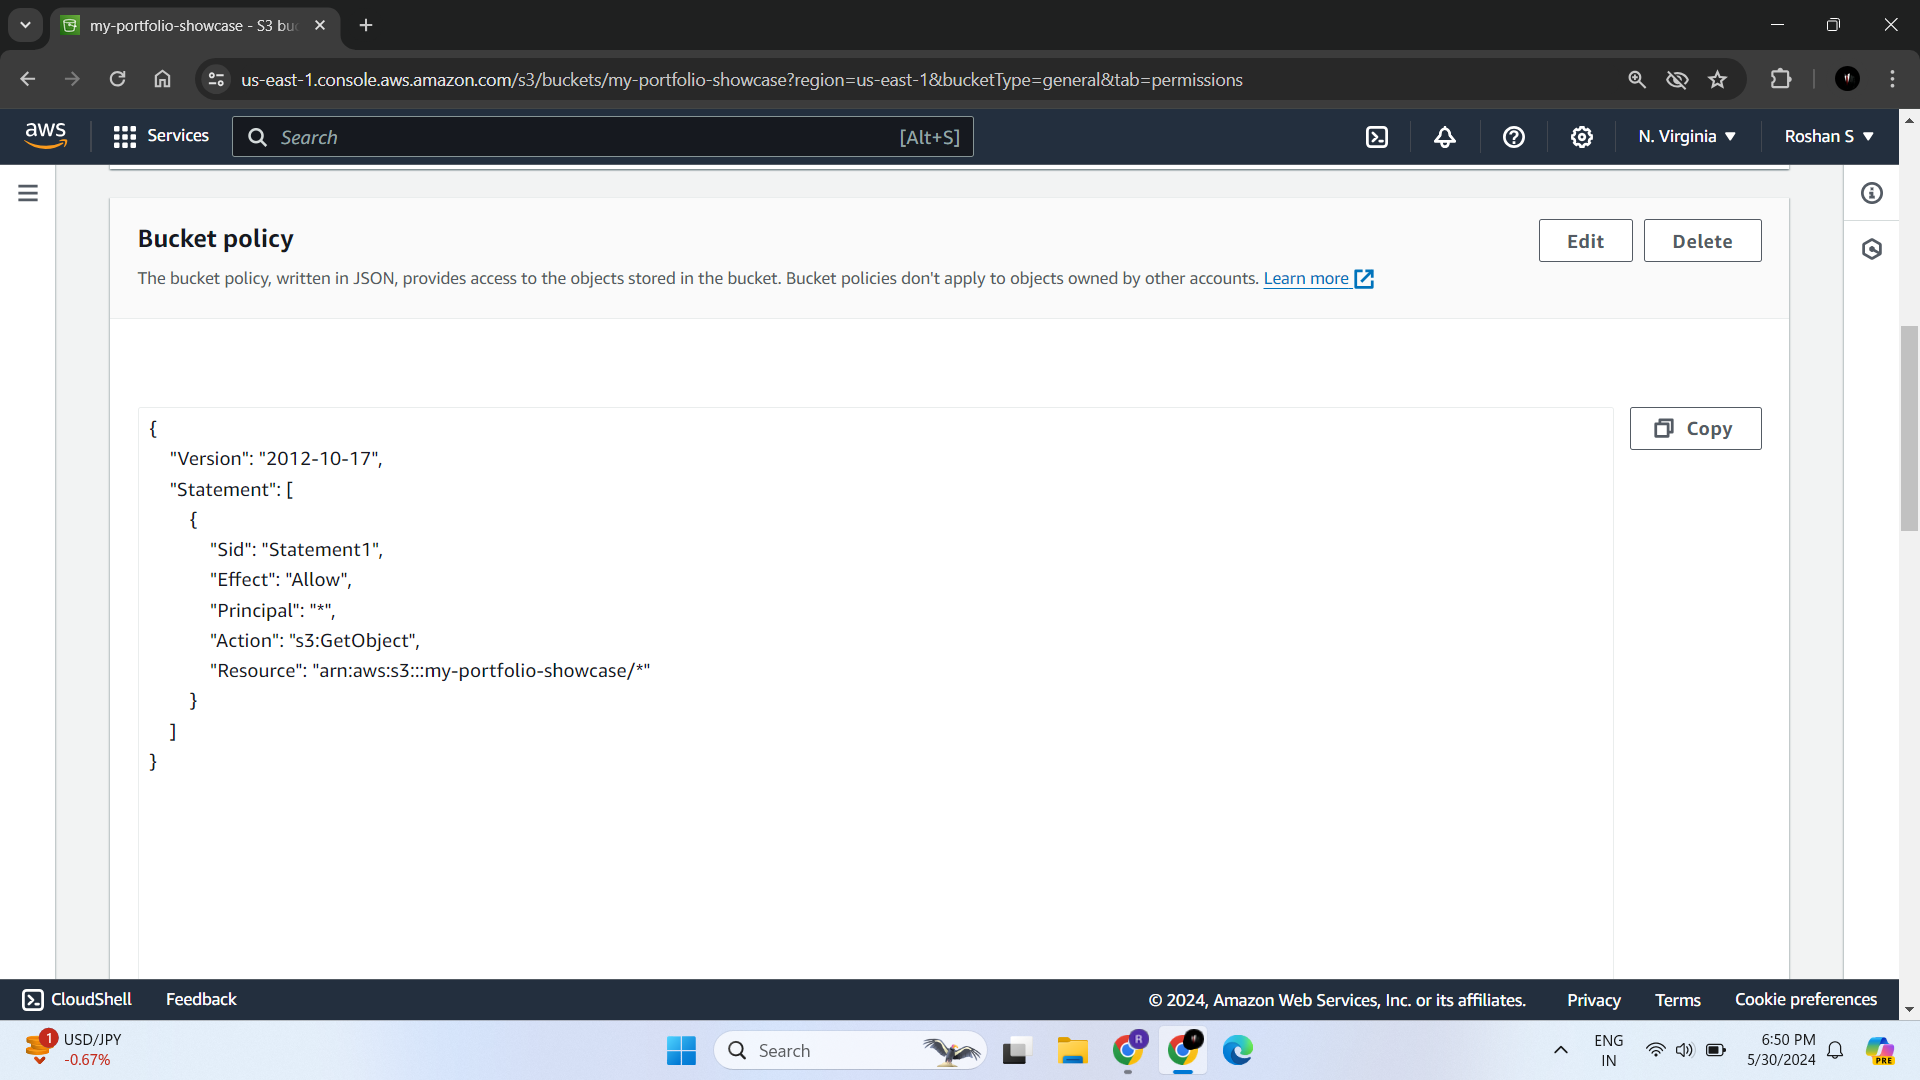 my-portfolio-showcase - S3 bu
us-east-1.console.aws.amazon.com/s3/buckets/my-portfolio-showcase?region=us-east-1&bucketType=general&tab=permissions
aws
Services
Search
[Alt+S]
N. Virginia
Roshan S
Bucket policy
Edit
Delete
The bucket policy, written in JSON, provides access to the objects stored in the bucket. Bucket policies don't apply to objects owned by other accounts. Learn more
Copy
{
"Version": "2012-10-17",
"Statement": [
{
"Sid": "Statement1",
"Effect": "Allow",
"Principal": "*",
"Action": "s3:GetObject",
"Resource": "arn:aws:s3:::my-portfolio-showcase/*"
}
]
}
CloudShell
Feedback
© 2024, Amazon Web Services, Inc. or its affiliates.
Privacy
Terms
Cookie preferences
1
USD/JPY
-0.67%
Search
R
ENG
IN
6:50 PM
5/30/2024
PRE